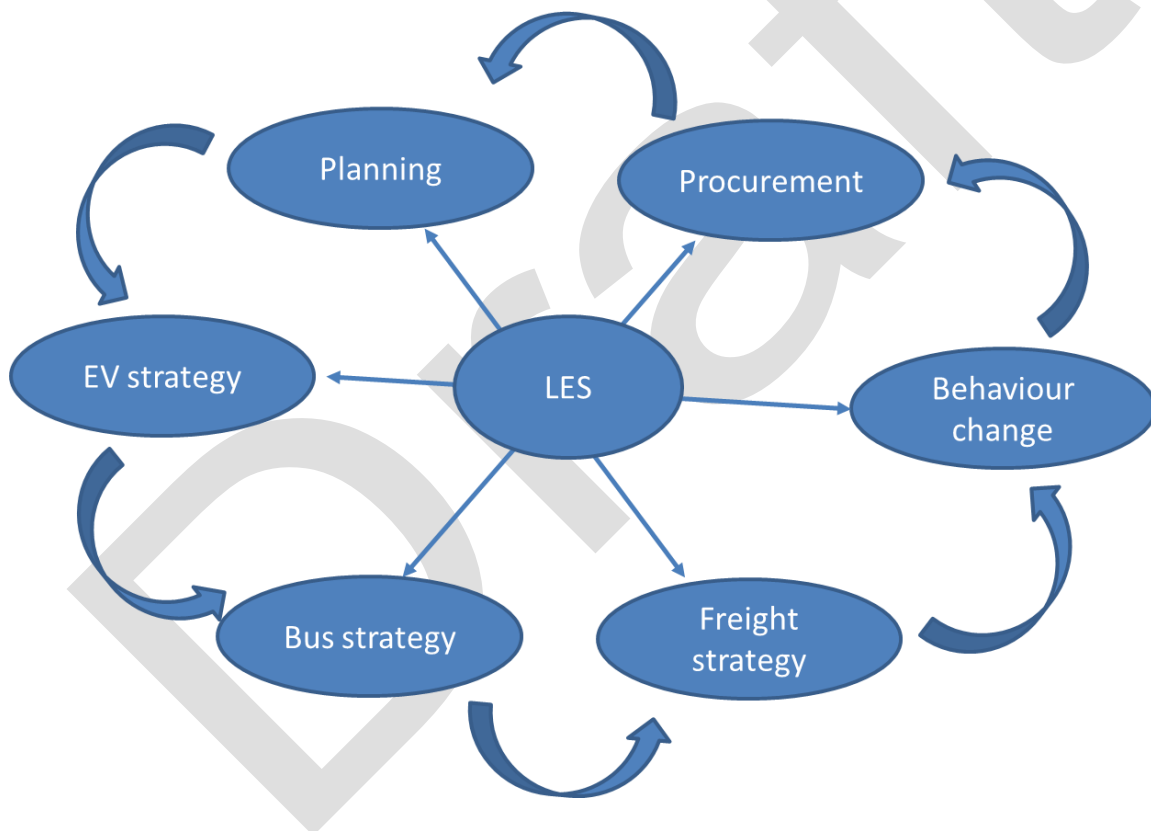 Planning
Procurement
EV strategy
LES
Behaviour
change
Bus strategy
Freight
strategy
Draft